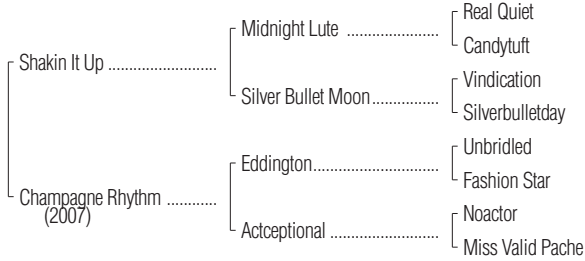 Real Quiet
Midnight Lute ....................
Candytuft
Shakin It Up .......................
Vindication
Silver Bullet Moon ..............
Silverbulletday
Unbridled
Eddington ..........................
Fashion Star
Champagne Rhythm ...........
(2007)
Noactor
Actceptional .......................
Miss Valid Pache